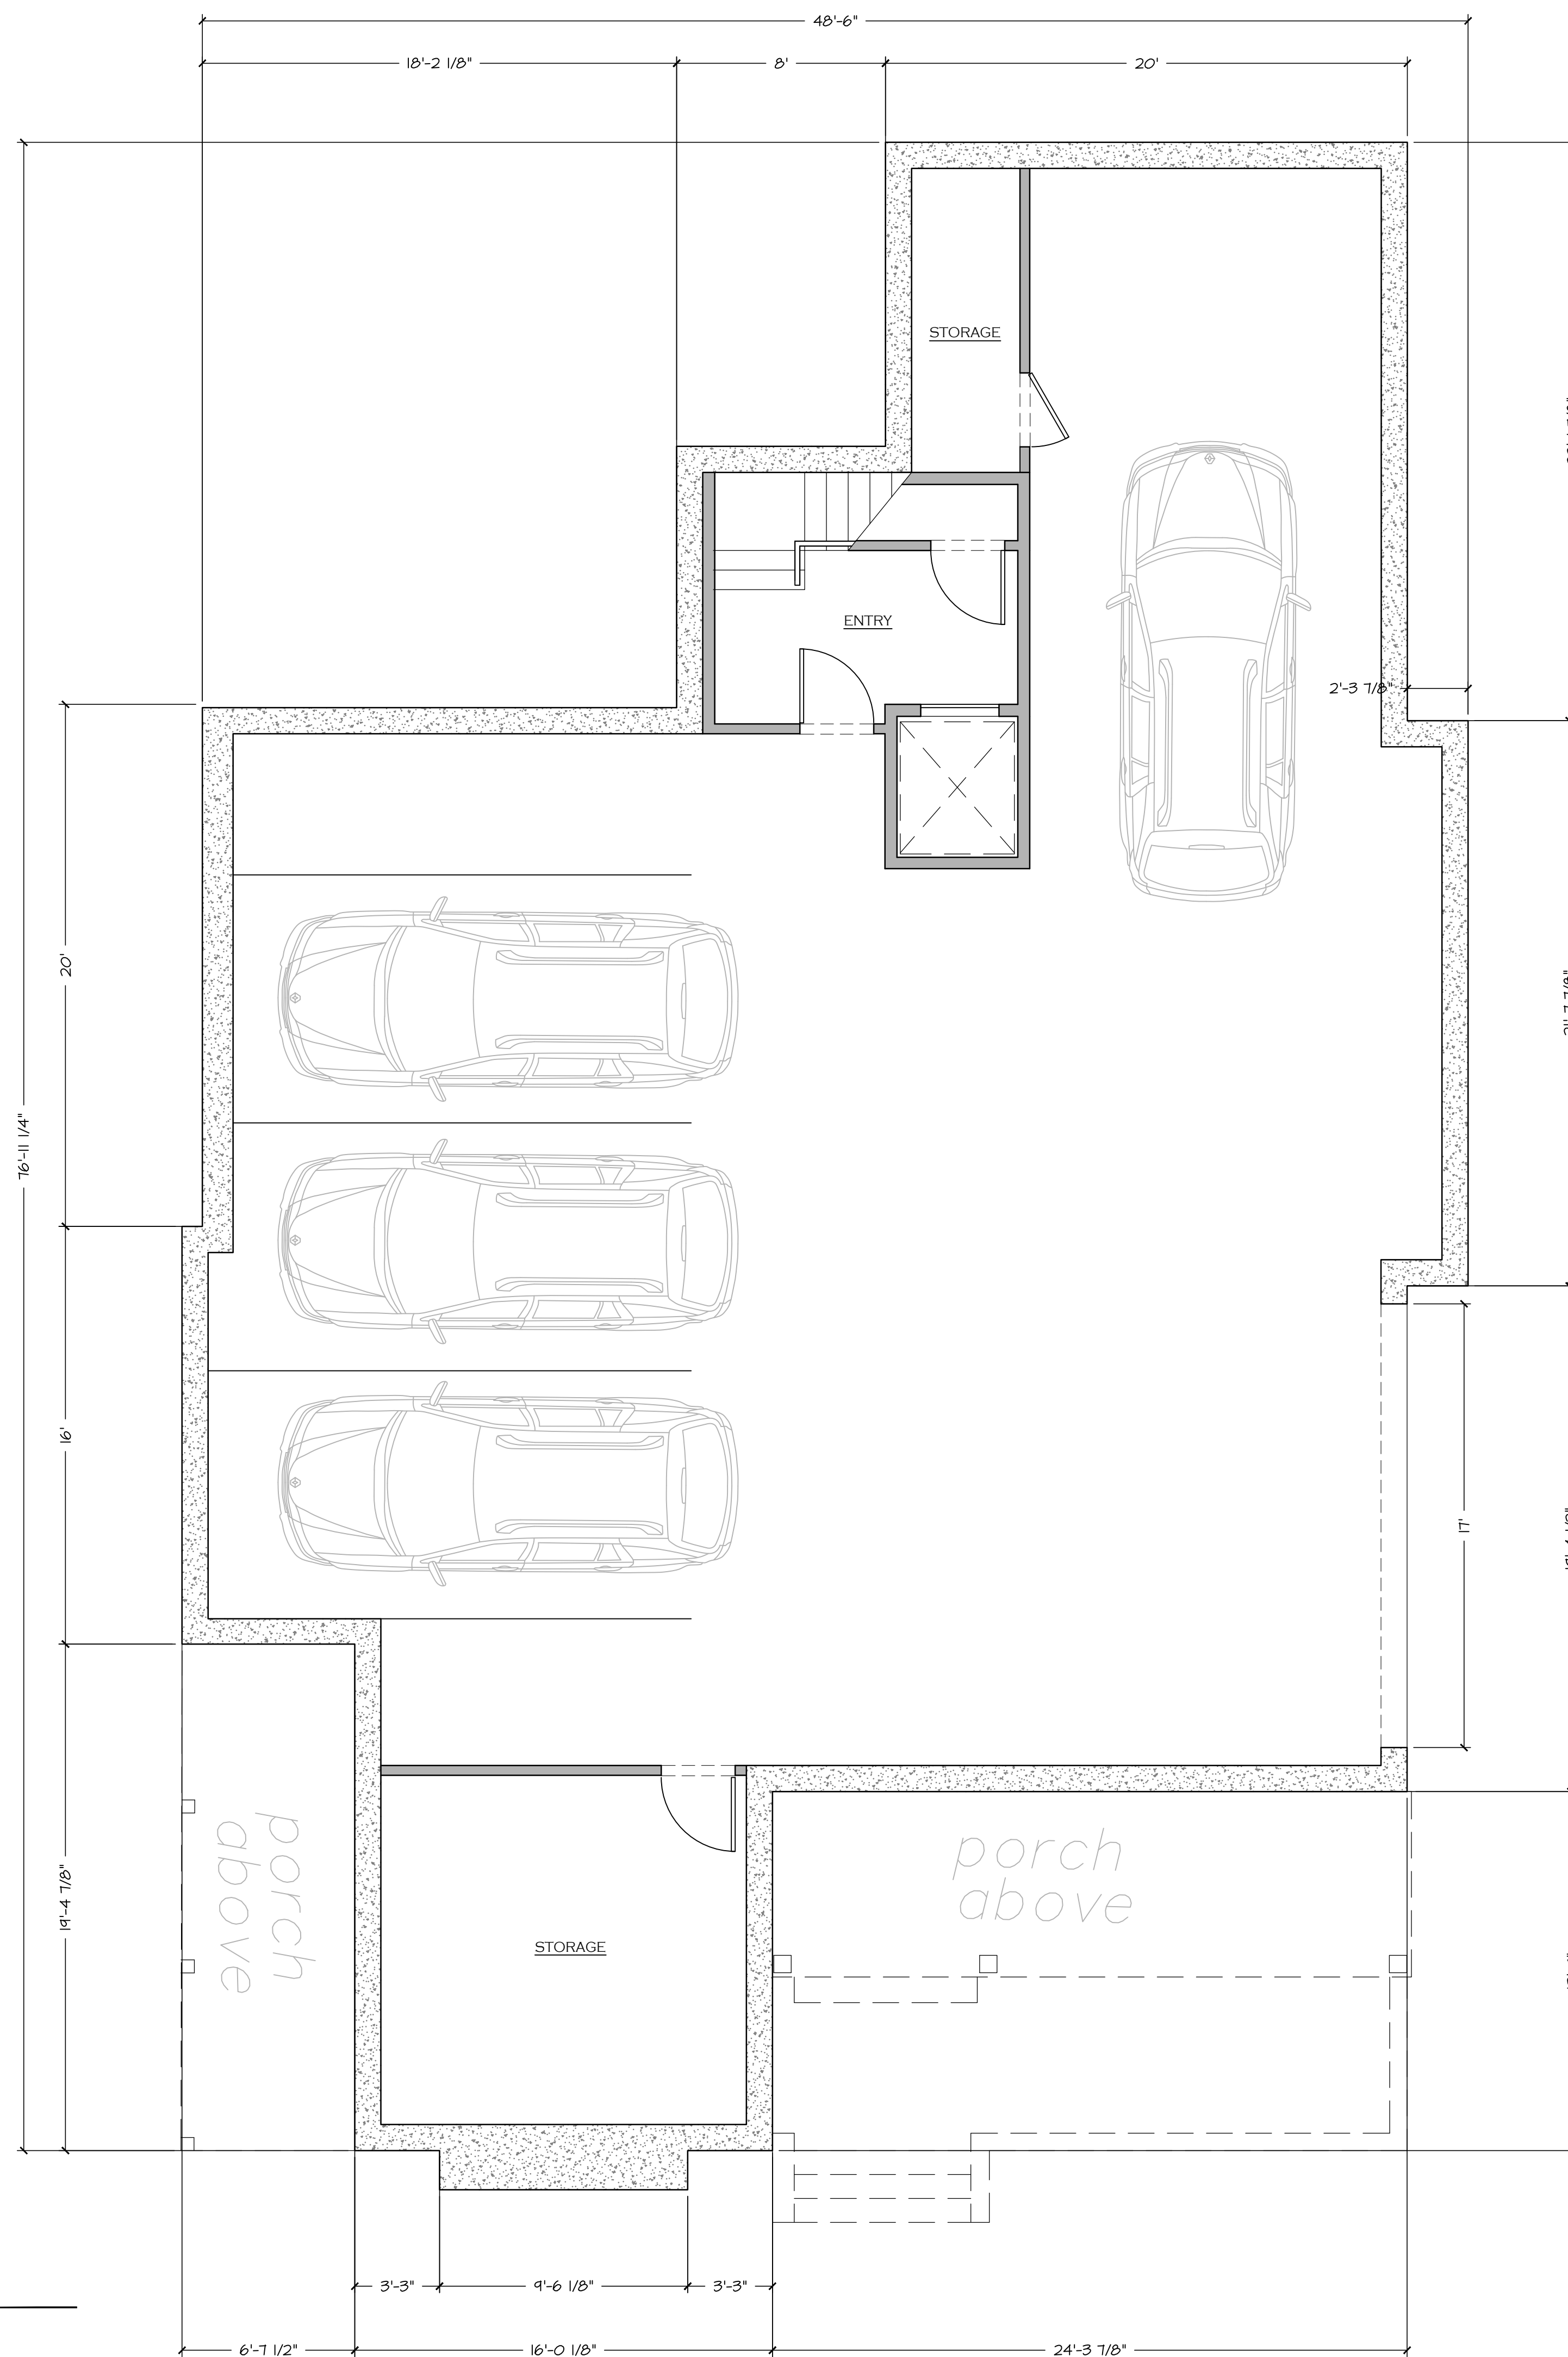 48'-6"
18'-2 1/8"
8'
20'
STORAGE
ENTRY
2'-3 7/8"
20'
76'-11 1/4"
16'
17'
19'-4 7/8"
porch
above
porch
above
STORAGE
3'-3"
9'-6 1/8"
3'-3"
6'-7 1/2"
16'-0 1/8"
24'-3 7/8"